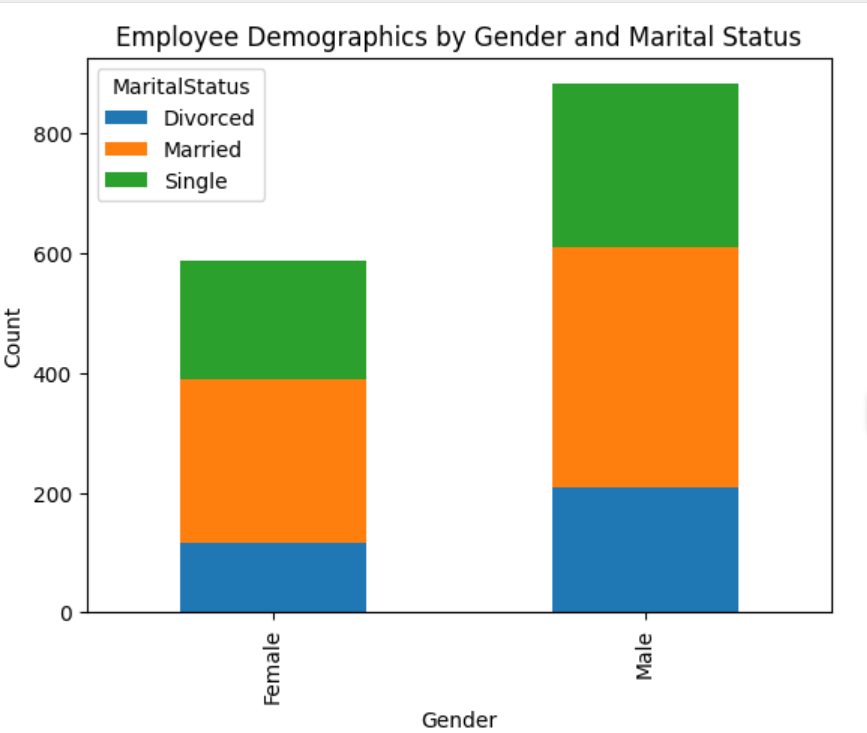 Employee Demographics by Gender and Marital Status
MaritalStatus
Divorced
Married
Single
800
600
400
200
0
Count
Female
Male
Gender